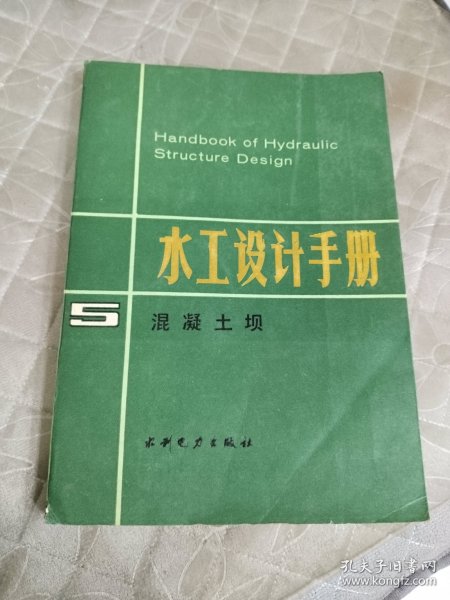 Handbook of Hydraulic
Structure Design
水工设计手册
5
混凝土坝
水利电力出版社
孔夫子旧书网
www.kongfz.com